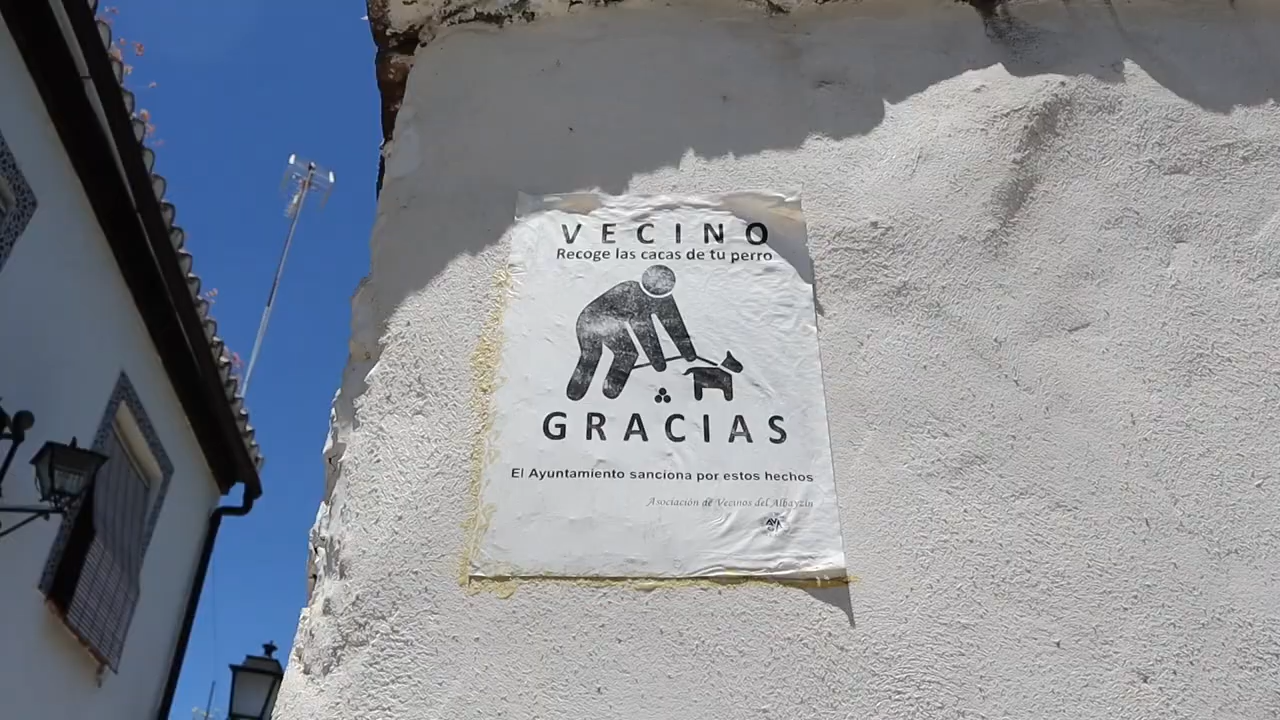 VECINO
Recoge las cacas de tu perro
GRACIAS
El Ayuntamiento sanciona por estos hechos
Asociación de Vecinos del Albayzín